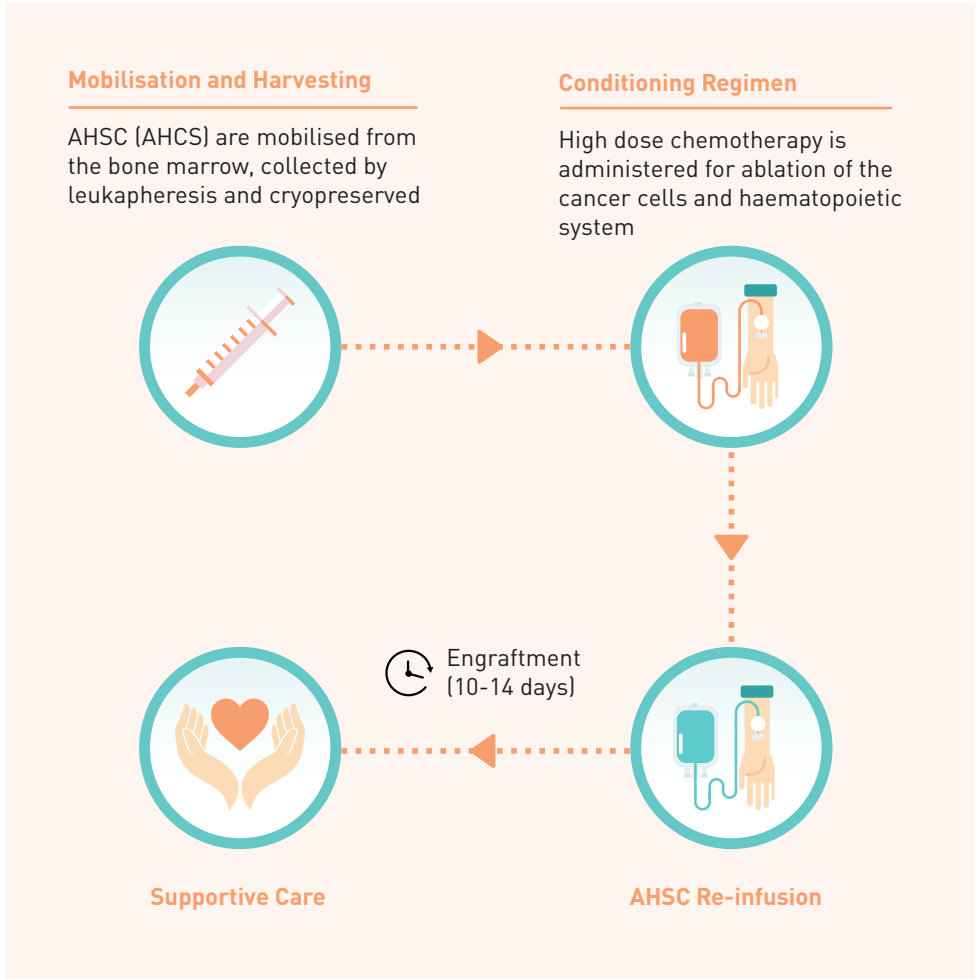 Mobilisation and Harvesting
AHSC (AHCS) are mobilised from
the bone marrow, collected by
leukapheresis and cryopreserved
Conditioning Regimen
High dose chemotherapy is
administered for ablation of the
cancer cells and haematopoietic
system
Engraftment
(10-14 days)
Supportive Care
AHSC Re-infusion